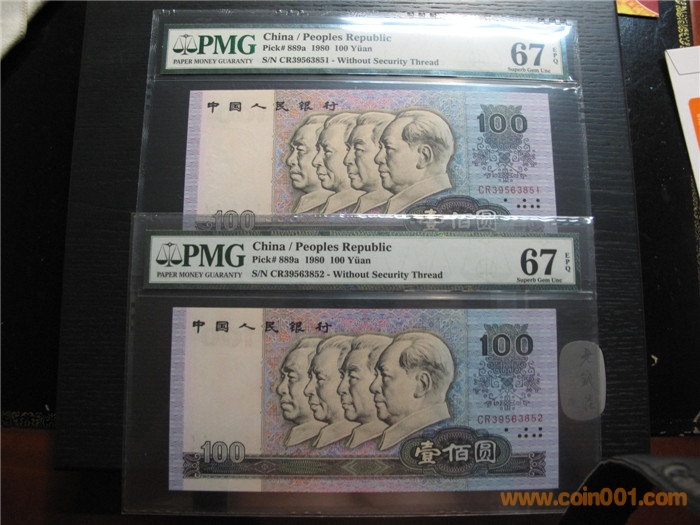 PMG
PAPER MONEY GUARANTY
China / Peoples Republic
Pick# 889a 1980 100 Yüan
S/N CR39563851 - Without Security Thread
67 EPQ
Superb Gem Unc
中国人民银行
100
CR39563851
100
壹佰圆
PMG
PAPER MONEY GUARANTY
China / Peoples Republic
Pick# 889a 1980 100 Yüan
S/N CR39563852 - Without Security Thread
67 EPQ
Superb Gem Unc
中国人民银行
100
CR39563852
100
壹佰圆
www.coin001.com